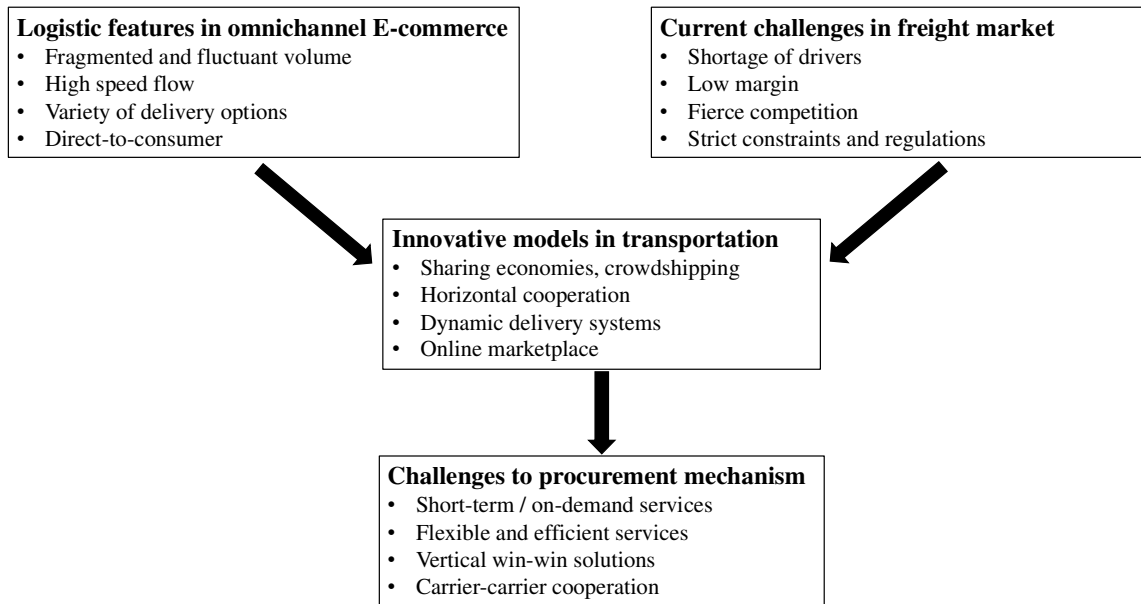 Logistic features in omnichannel E-commerce
• Fragmented and fluctuant volume
• High speed flow
• Variety of delivery options
• Direct-to-consumer
Current challenges in freight market
• Shortage of drivers
• Low margin
• Fierce competition
• Strict constraints and regulations
Innovative models in transportation
• Sharing economies, crowdshipping
• Horizontal cooperation
• Dynamic delivery systems
• Online marketplace
Challenges to procurement mechanism
• Short-term / on-demand services
• Flexible and efficient services
• Vertical win-win solutions
• Carrier-carrier cooperation